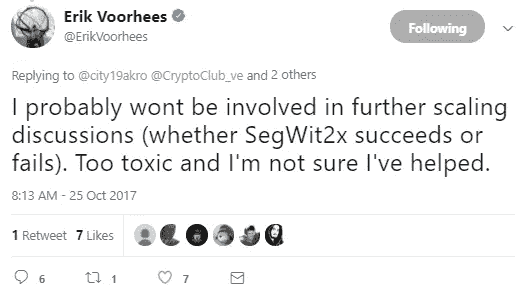 Erik Voorhees
@ErikVoorhees
Following
Replying to @city19akro @CryptoClub_ve and 2 others
I probably wont be involved in further scaling
discussions (whether SegWit2x succeeds or
fails). Too toxic and I'm not sure I've helped.
8:13 AM - 25 Oct 2017
1 Retweet 7 Likes
6 1 7